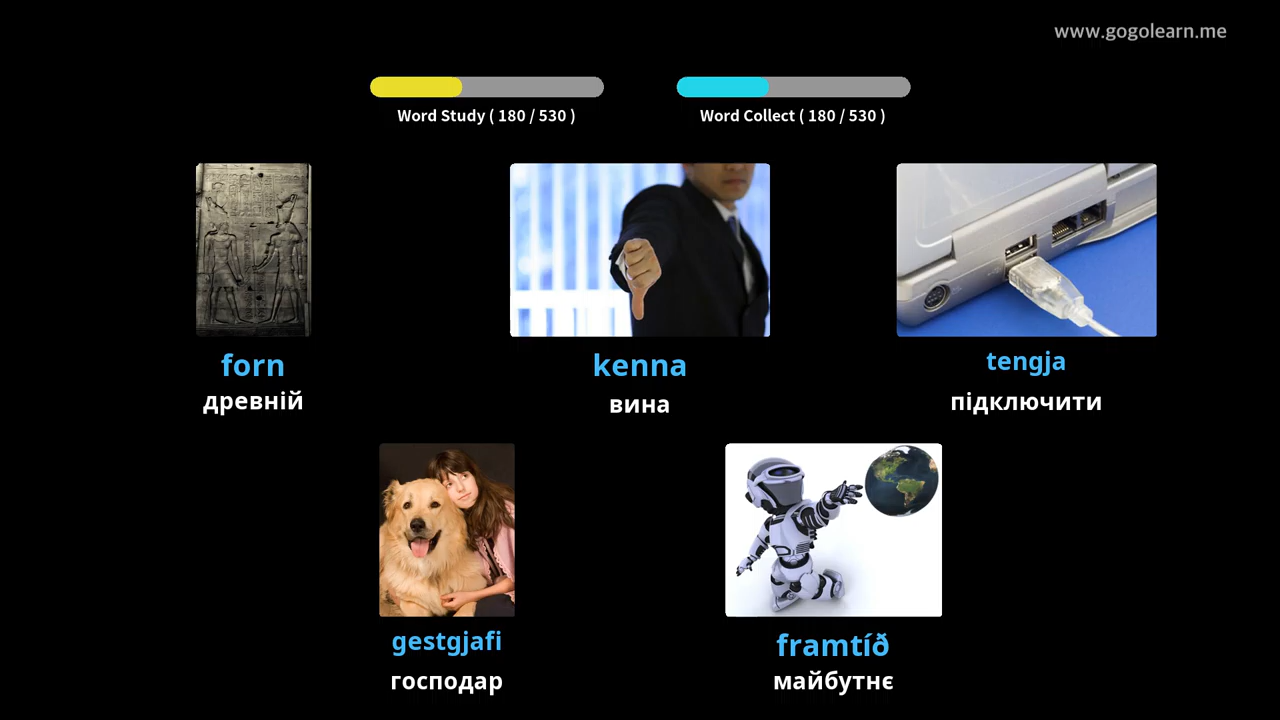 www.gogolearn.me
Word Study ( 180 / 530 )
Word Collect ( 180 / 530 )
forn
древній
kenna
вина
tengja
підключити
gestgjafi
господар
framtíð
майбутнє